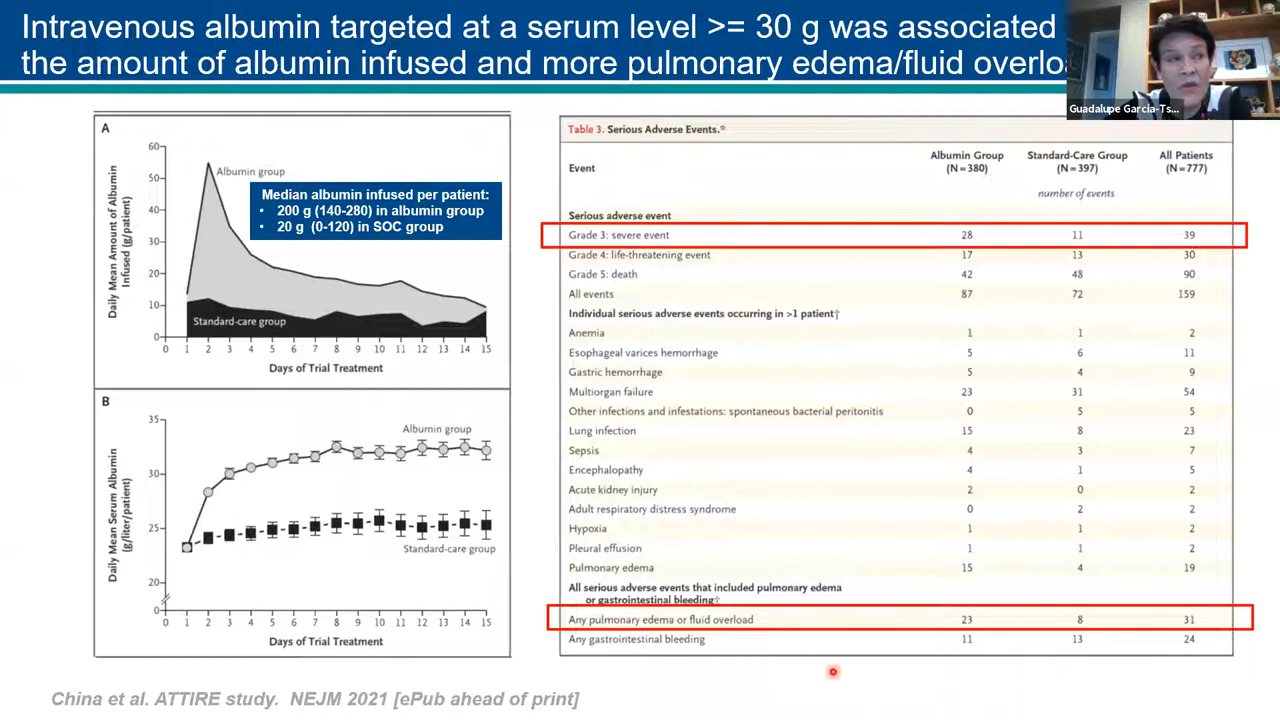 Intravenous albumin targeted at a serum level >= 30 g was associated
the amount of albumin infused and more pulmonary edema/fluid
Guadalupe Garcia-Ts...
A
Daily Mean Amount of Albumin
Infused (g/patient)
60
50
40
30
20
10
0
Albumin group
Median albumin infused per patient:
• 200 g (140-280) in albumin group
• 20 g (0-120) in SOC group
Standard-care group
0 1 2 3 4 5 6 7 8 9 10 11 12 13 14 15
Days of Trial Treatment
B
Daily Mean Serum Albumin
(g/liter/patient)
35
30
25
20
0
Albumin group
Standard-care group
0 1 2 3 4 5 6 7 8 9 10 11 12 13 14 15
Days of Trial Treatment
Table 3. Serious Adverse Events.*
Event Albumin Group (N=380) Standard-Care Group (N=397) All Patients (N=777)
number of events
Serious adverse event
Grade 3: severe event 28 11 39
Grade 4: life-threatening event 17 13 30
Grade 5: death 42 48 90
All events 87 72 159
Individual serious adverse events occurring in >1 patient†
Anemia 1 1 2
Esophageal varices hemorrhage 5 6 11
Gastric hemorrhage 5 4 9
Multiorgan failure 23 31 54
Other infections and infestations: spontaneous bacterial peritonitis 0 5 5
Lung infection 15 8 23
Sepsis 4 3 7
Encephalopathy 4 1 5
Acute kidney injury 2 0 2
Adult respiratory distress syndrome 0 2 2
Hypoxia 1 1 2
Pleural effusion 1 1 2
Pulmonary edema 15 4 19
All serious adverse events that included pulmonary edema
or gastrointestinal bleeding†
Any pulmonary edema or fluid overload 23 8 31
Any gastrointestinal bleeding 11 13 24
China et al. ATTIRE study. NEJM 2021 [ePub ahead of print]